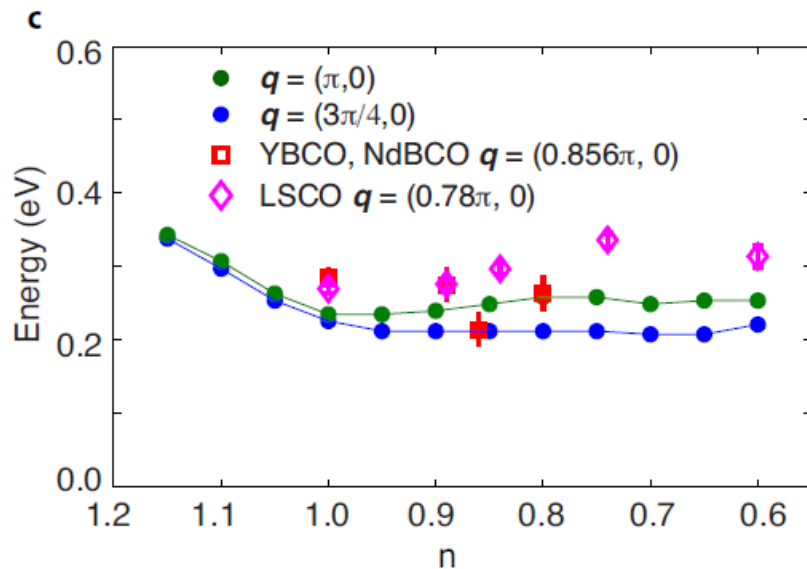 c
0.6
q = (π,0)
q = (3π/4,0)
YBCO, NdBCO q = (0.856π, 0)
LSCO q = (0.78π, 0)
0.4
Energy (eV)
0.2
0.0
1.2 1.1 1.0 0.9 0.8 0.7 0.6
n